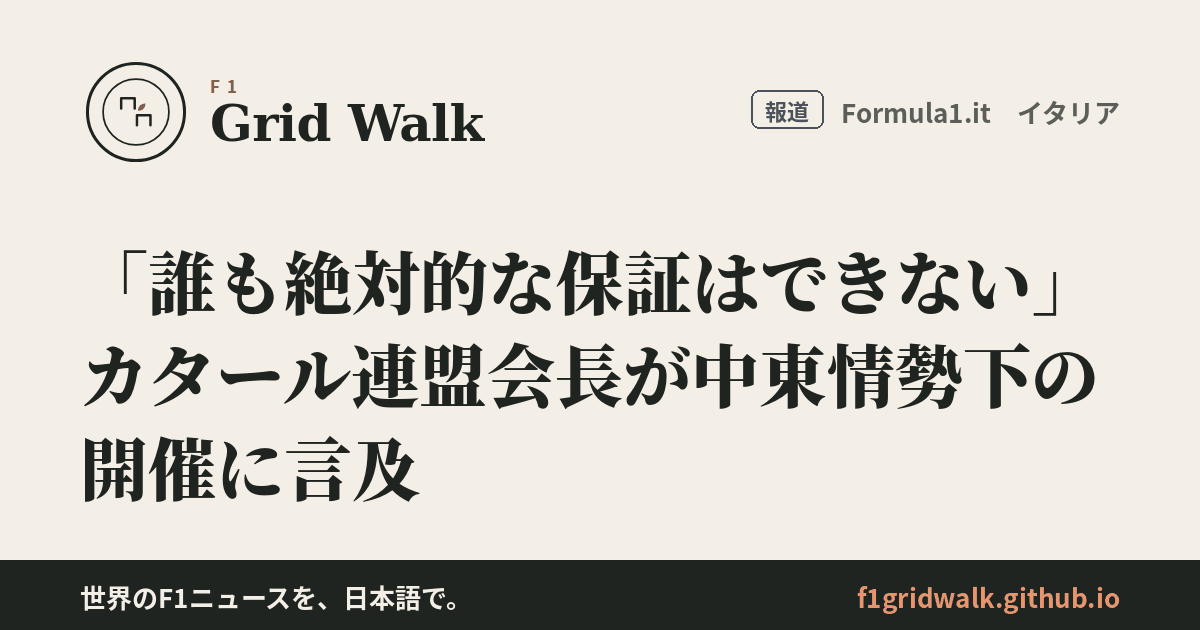 F1
Grid Walk
報道 Formula1.it イタリア
「誰も絶対的な保証はできない」
カタール連盟会長が中東情勢下の
開催に言及
世界のF1ニュースを、日本語で。
f1gridwalk.github.io